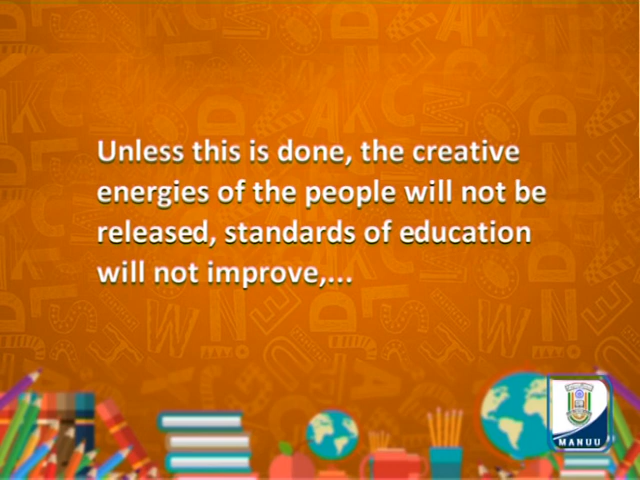 Unless this is done, the creative
energies of the people will not be
released, standards of education
will not improve,...
MANUU